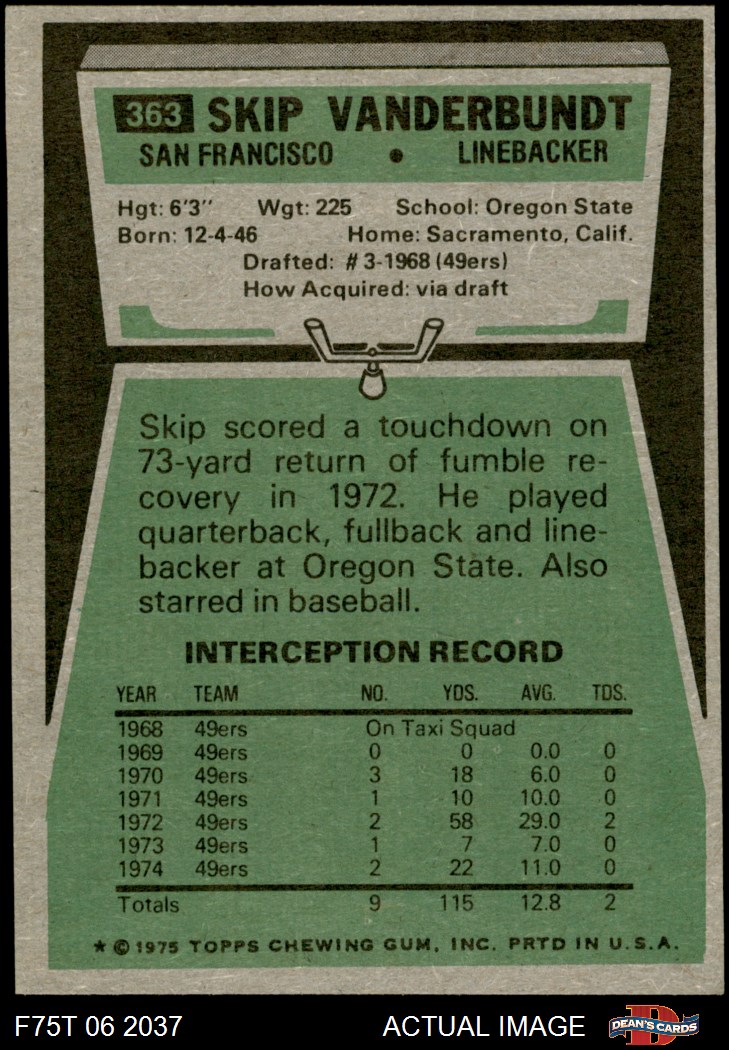 363 SKIP VANDERBUNDT
SAN FRANCISCO • LINEBACKER
Hgt: 6'3" Wgt: 225 School: Oregon State
Born: 12-4-46 Home: Sacramento, Calif.
Drafted: #3-1968 (49ers)
How Acquired: via draft
Skip scored a touchdown on
73-yard return of fumble re-
covery in 1972. He played
quarterback, fullback and line-
backer at Oregon State. Also
starred in baseball.
INTERCEPTION RECORD
YEAR TEAM NO. YDS. AVG. TDS.
1968 49ers On Taxi Squad
1969 49ers 0 0 0.0 0
1970 49ers 3 18 6.0 0
1971 49ers 1 10 10.0 0
1972 49ers 2 58 29.0 2
1973 49ers 1 7 7.0 0
1974 49ers 2 22 11.0 0
Totals 9 115 12.8 2
* © 1975 TOPPS CHEWING GUM, INC. PRTD IN U.S.A.
F75T 06 2037 ACTUAL IMAGE DEAN'S CARDS